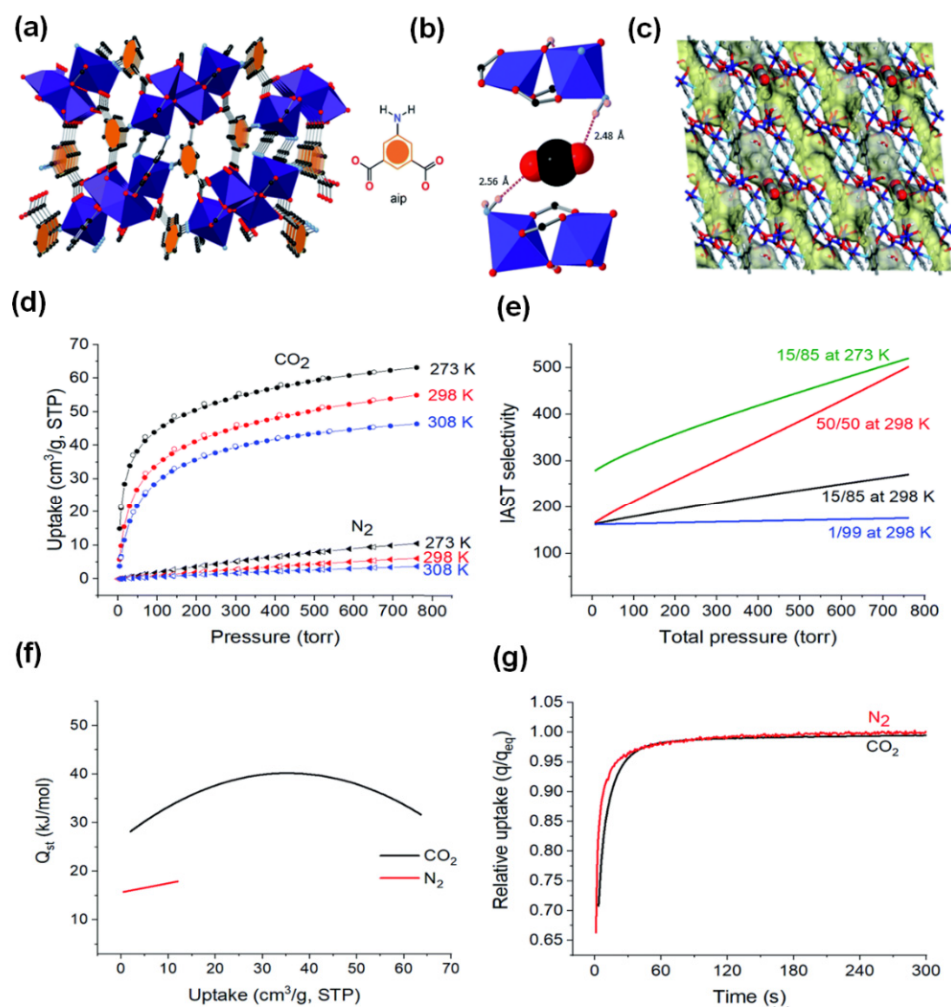 (a)
H H
N
O O
O O
aip
(b)
2.48 Å
2.56 Å
(c)
(d)
Uptake (cm³/g, STP)
70
60
50
40
30
20
10
0
CO₂
273 K
298 K
308 K
N₂
273 K
298 K
308 K
0 100 200 300 400 500 600 700 800
Pressure (torr)
(e)
IAST selectivity
500
400
300
200
100
15/85 at 273 K
50/50 at 298 K
15/85 at 298 K
1/99 at 298 K
0 100 200 300 400 500 600 700 800
Total pressure (torr)
(f)
Qst (kJ/mol)
50
40
30
20
10
CO₂
N₂
0 10 20 30 40 50 60 70
Uptake (cm³/g, STP)
(g)
Relative uptake (q/qeq)
1.05
1.00
0.95
0.90
0.85
0.80
0.75
0.70
0.65
N₂
CO₂
0 60 120 180 240 300
Time (s)